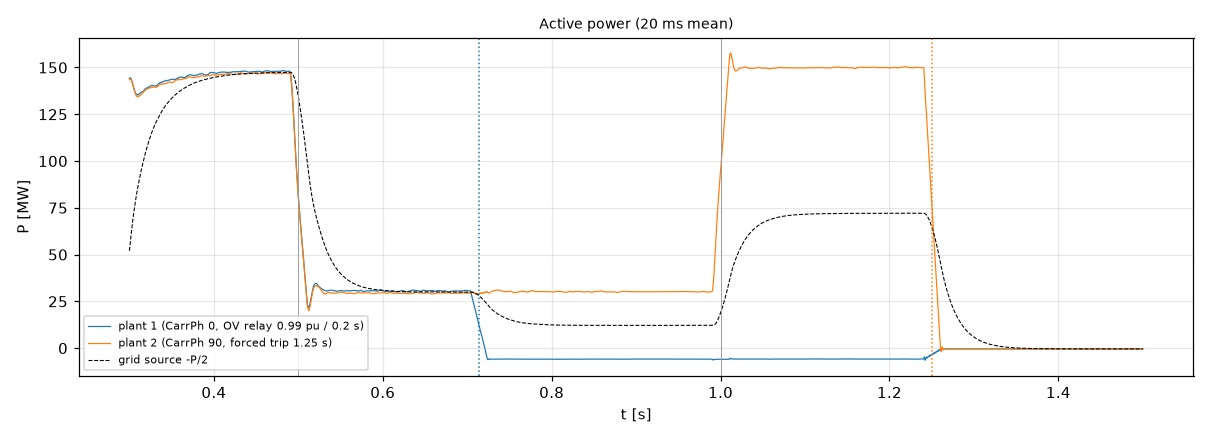 Active power (20 ms mean)
P [MW]
150
125
100
75
50
25
0
plant 1 (CarrPh 0, OV relay 0.99 pu / 0.2 s)
plant 2 (CarrPh 90, forced trip 1.25 s)
grid source -P/2
0.4 0.6 0.8 1.0 1.2 1.4
t [s]